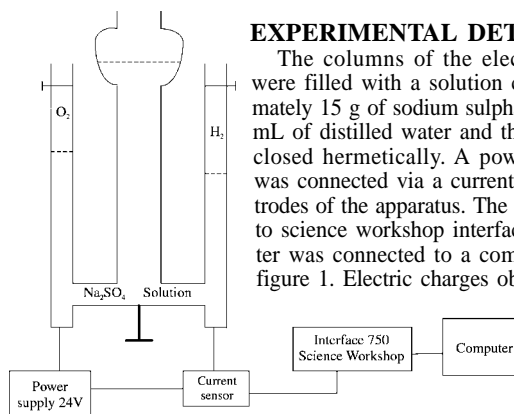 EXPERIMENTAL DET
The columns of the elec
were filled with a solution
mately 15 g of sodium sulph
mL of distilled water and th
closed hermetically. A pow
was connected via a current
trodes of the apparatus. The
to science workshop interfac
ter was connected to a com
figure 1. Electric charges ob
O₂
H₂
Na₂SO₄ Solution
Interface 750
Science Workshop
Computer
Power
supply 24V
Current
sensor